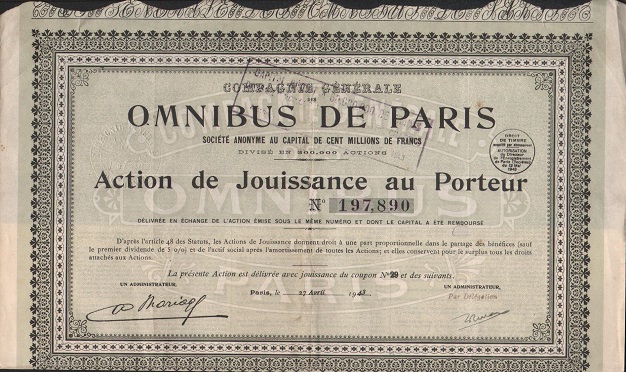 COMPAGNIE GÉNÉRALE
DES
OMNIBUS DE PARIS
SOCIÉTÉ ANONYME AU CAPITAL DE CENT MILLIONS DE FRANCS
DIVISÉ EN 200.000 ACTIONS
DROIT
DE TIMBRE
Action de Jouissance au Porteur
No 197,890
DÉLIVRÉE EN ÉCHANGE DE L'ACTION ÉMISE SOUS LE MÊME NUMÉRO ET DONT LE CAPITAL A ÉTÉ REMBOURSÉ
D'après l'article 48 des Statuts, les Actions de Jouissance donnent droit à une part proportionnelle dans le partage des bénéfices (sauf
le premier dividende de 5 0/0) et de l'actif social après l'amortissement de toutes les Actions; et elles conservent pour le surplus tous les droits
attachés aux Actions.
La présente Action est délivrée avec jouissance du coupon No 29 et des suivants.
UN ADMINISTRATEUR,
Paris, le 27 Avril 1943
UN ADMINISTRATEUR,
Par Délégation